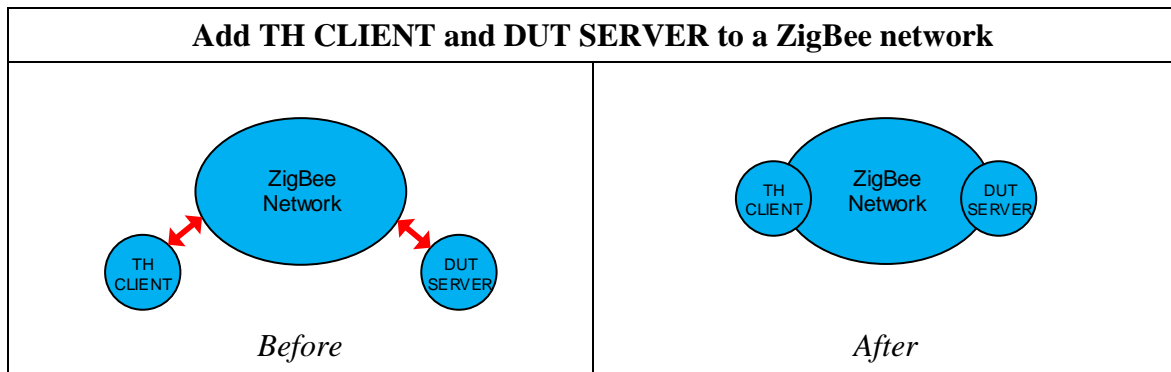 Add TH CLIENT and DUT SERVER to a ZigBee network
ZigBee
Network
TH
CLIENT
DUT
SERVER
Before
ZigBee
Network
TH
CLIENT
DUT
SERVER
After